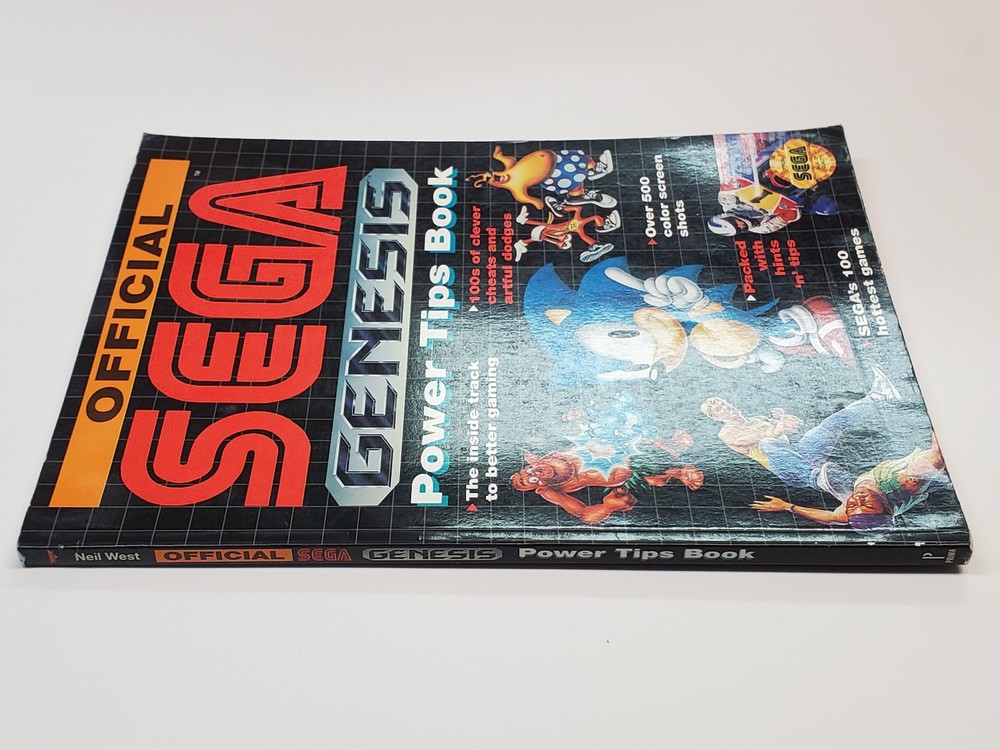 OFFICIAL
SEGA
™
GENESIS
Power Tips Book
▶The inside track
to better gaming
▶100s of clever
cheats and
artful dodges
▶Over 500
color screen
shots
▶Packed
with
hints
'n' tips
▶SEGA's 100
hottest games
SEGA
Neil West OFFICIAL SEGA GENESIS Power Tips Book
P
PRIMA